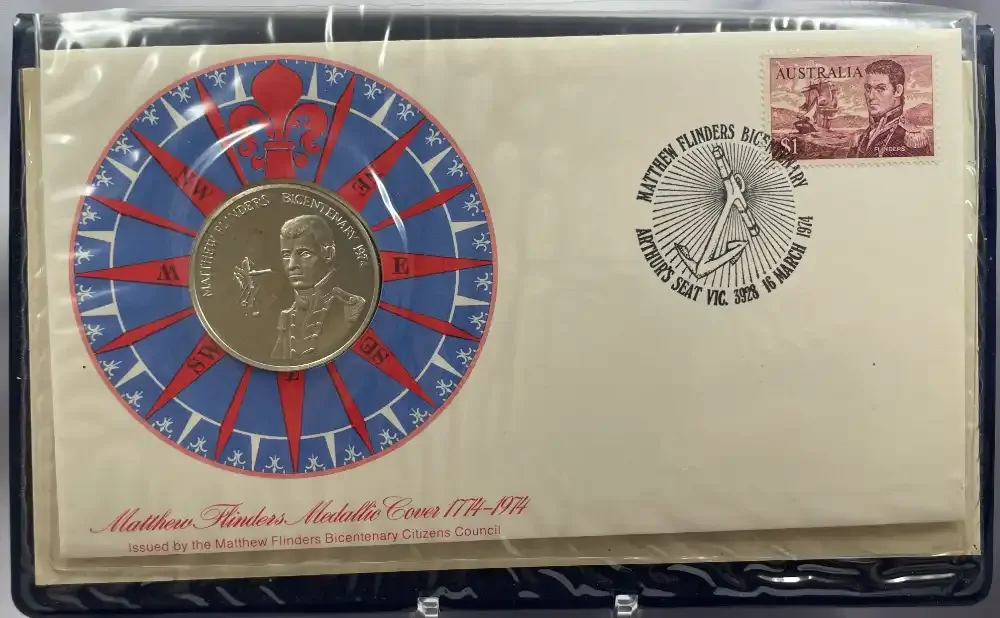 AUSTRALIA
$1
FLINDERS
MATTHEW FLINDERS BICENTENARY
ARTHUR'S SEAT VIC. 3928 16 MARCH 1974
NW
NE
MATTHEW FLINDERS BICENTENARY 1974
W
E
SW
SE
Matthew Flinders Medallic Cover 1774-1974
Issued by the Matthew Flinders Bicentenary Citizens Council